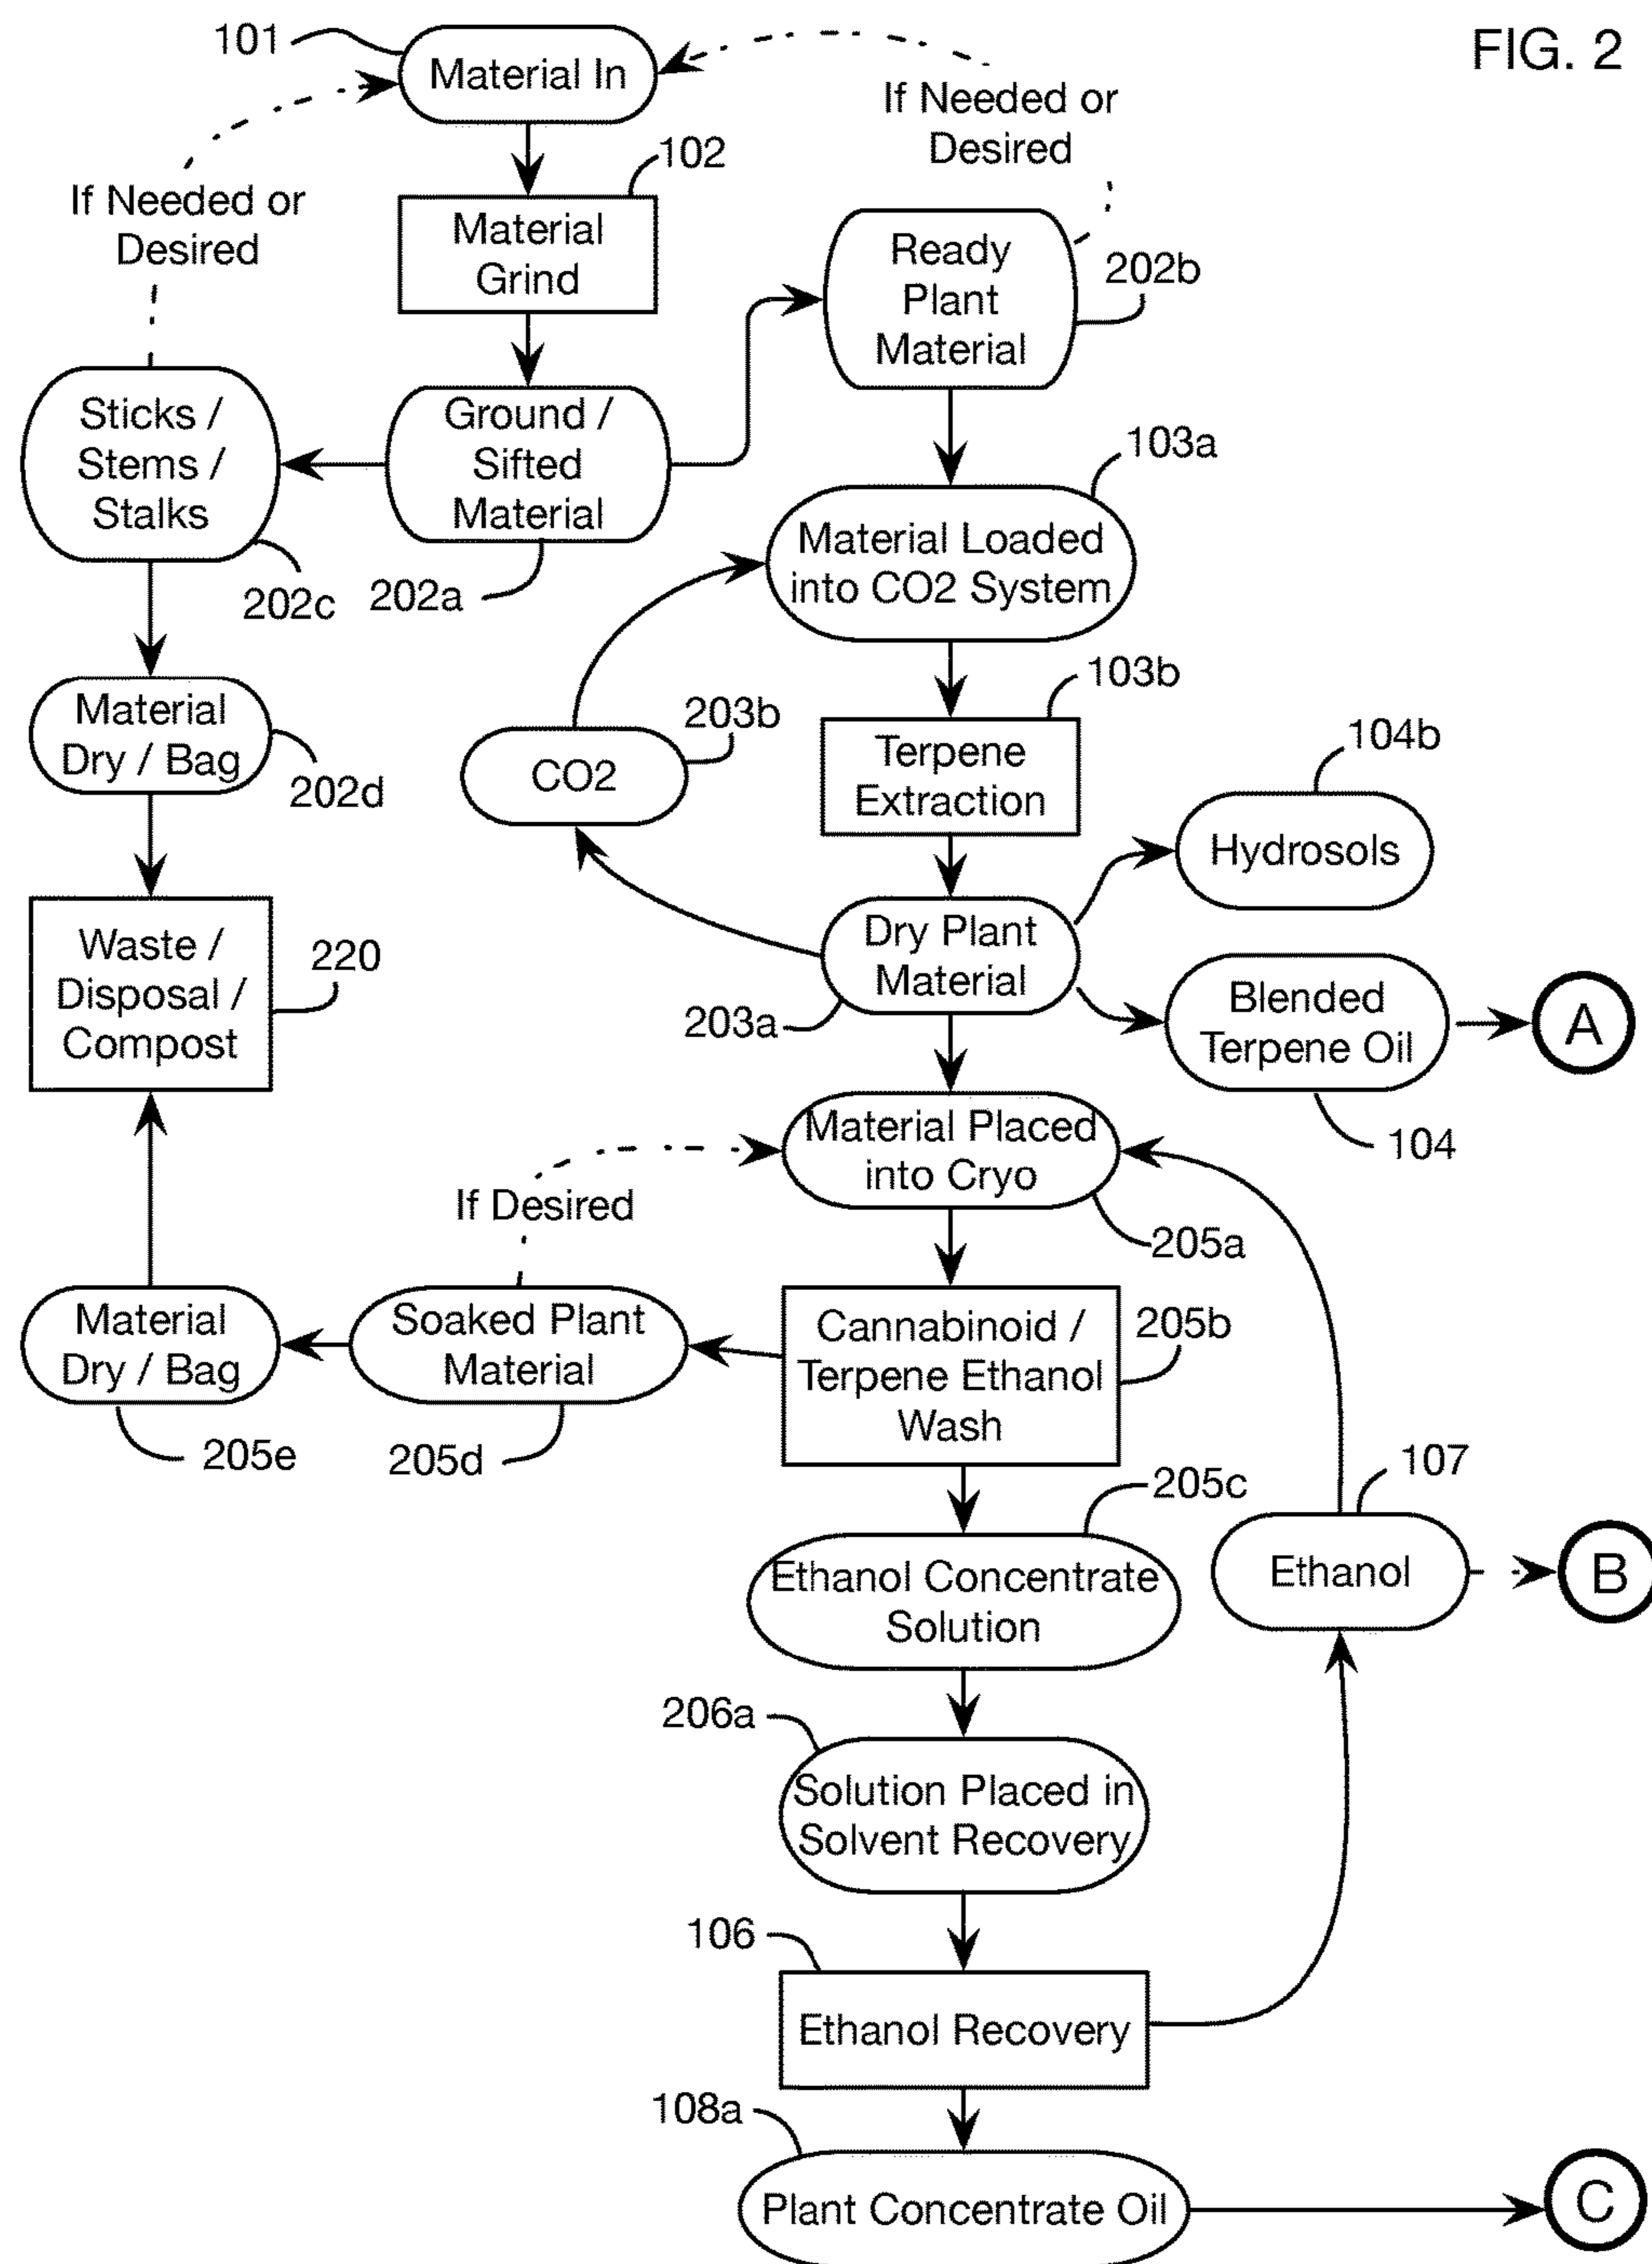 FIG. 2
101
Material In
If Needed or
Desired
102
If Needed or
Desired
Material
Grind
Ready
Plant
Material
202b
Sticks /
Stems /
Stalks
Ground /
Sifted
Material
103a
Material Loaded
into CO2 System
202c
202a
103b
Material
Dry / Bag
202d
203b
CO2
Terpene
Extraction
104b
Hydrosols
Waste /
Disposal /
Compost
220
Dry Plant
Material
203a
Blended
Terpene Oil
A
104
Material Placed
into Cryo
If Desired
205a
Material
Dry / Bag
Soaked Plant
Material
Cannabinoid /
Terpene Ethanol
Wash
205b
205e
205d
205c
107
Ethanol Concentrate
Solution
Ethanol
B
206a
Solution Placed in
Solvent Recovery
106
Ethanol Recovery
108a
Plant Concentrate Oil
C